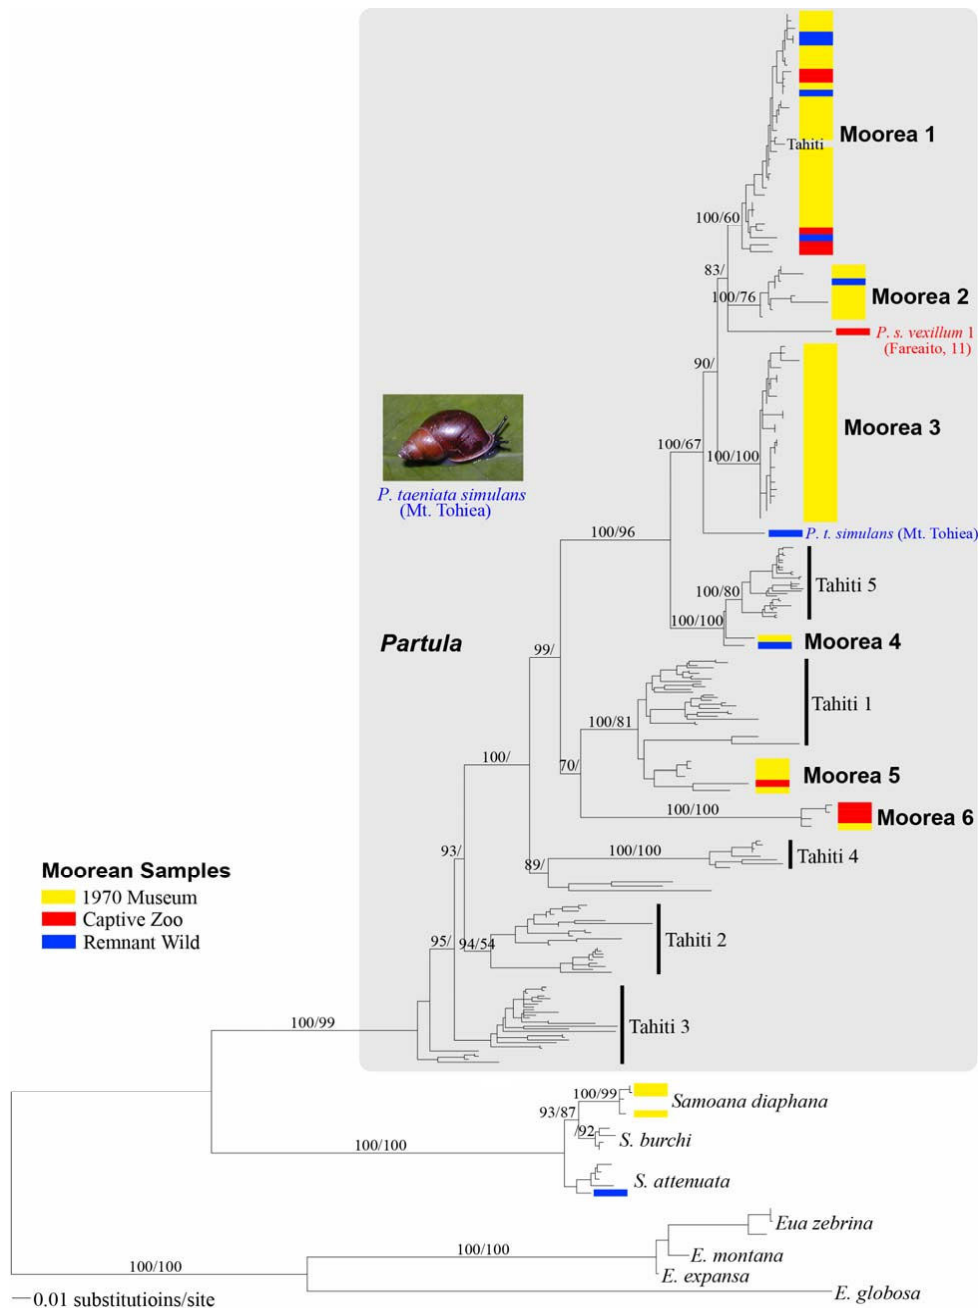 Moorea 1
Tahiti
100/60
83/
100/76
Moorea 2
P. s. vexillum 1
(Fareaito, 11)
90/
Moorea 3
100/67
100/100
P. taeniata simulans
(Mt. Tohiea)
P. t. simulans (Mt. Tohiea)
100/96
Tahiti 5
100/80
100/100
Moorea 4
Partula
99/
Tahiti 1
100/81
100/
70/
Moorea 5
100/100
Moorea 6
93/
89/
100/100
Tahiti 4
Moorean Samples
1970 Museum
Captive Zoo
Remnant Wild
95/
94/54
Tahiti 2
100/99
Tahiti 3
100/99
Samoana diaphana
93/87
/92
S. burchi
100/100
S. attenuata
Eua zebrina
100/100
E. montana
100/100
E. expansa
E. globosa
0.01 substitutioins/site